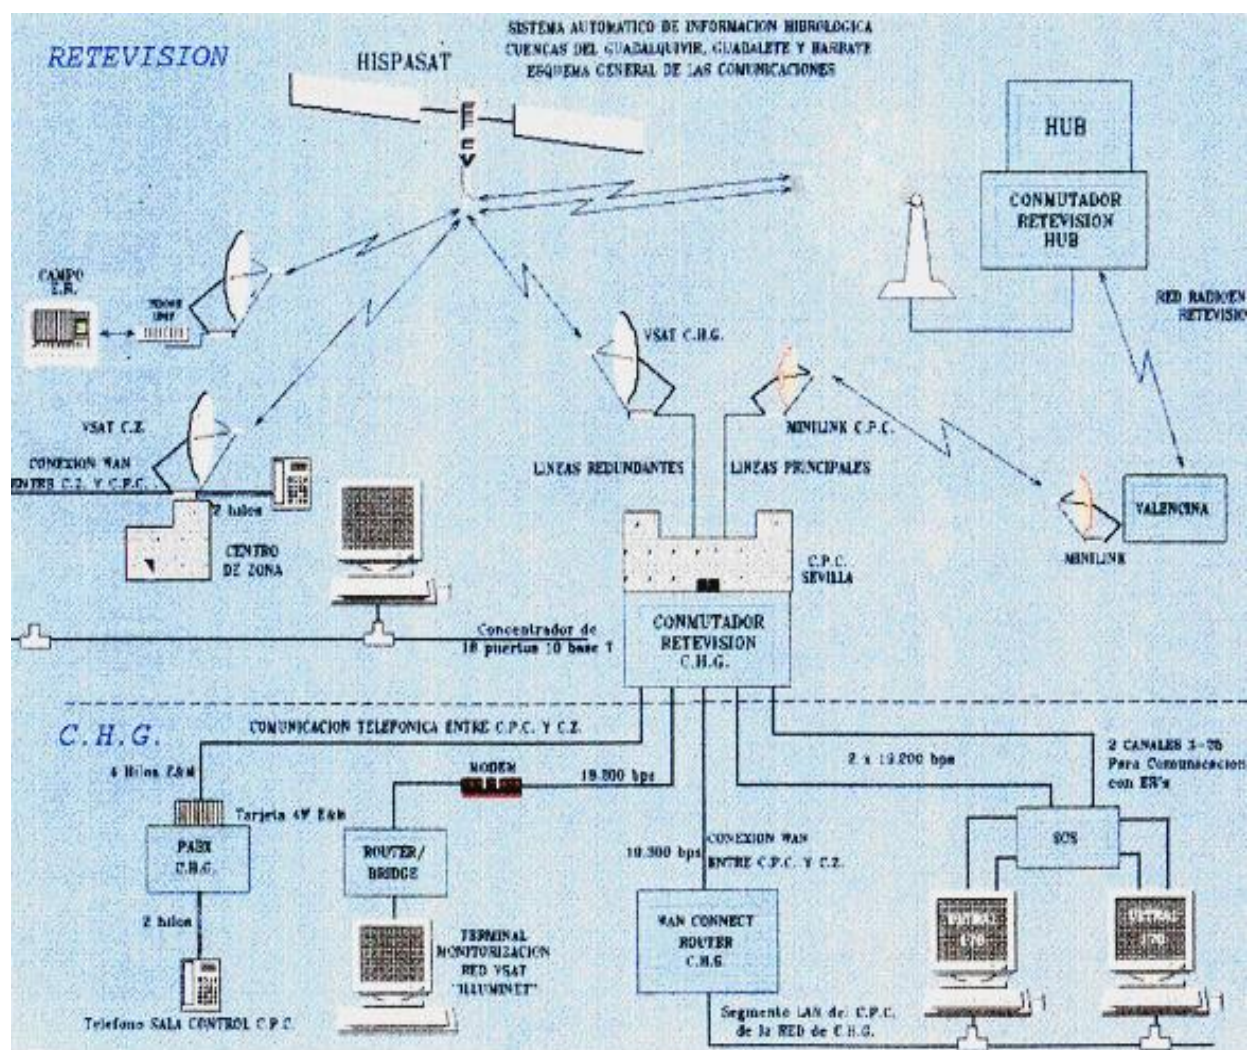 RETEVISION
SISTEMA AUTOMATICO DE INFORMACION HIDROLOGICA
CUENCAS DEL GUADALQUIVIR, GUADALETE Y BARBATE
ESQUEMA GENERAL DE LAS COMUNICACIONES
HISPASAT
HUB
CONMUTADOR
RETEVISION
HUB
CAMPO
E.R.
RED RADIOEN
RETEVISIO
VSAT C.H.G.
VSAT C.Z.
MINILINK C.P.C.
CONEXION WAN
ENTRE C.Z. Y C.P.C.
LINEAS REDUNDANTES
LINEAS PRINCIPALES
2 hilos
VALENCINA
CENTRO
DE ZONA
C.P.C.
SEVILLA
MINILINK
Concentrador de
puertos 10 base T
CONMUTADOR
RETEVISION
C.H.G.
C.H.G.
COMUNICACION TELEFONICA ENTRE C.P.C. Y C.Z.
4 Hilos E&M
MODEM
19.200 bps
2 x 19.200 bps
2 CANALES
Para Comunicacion
con ER's
Tarjeta 4W E&M
PABX
C.H.G.
ROUTER/
BRIDGE
CONEXION WAN
ENTRE C.P.C. Y C.Z.
bps
SCS
2 hilos
TERMINAL
MONITORIZACION
RED VSAT
"ILLUMINET"
WAN CONNECT
ROUTER
C.H.G.
Telefono SALA CONTROL C.P.C.
Segmento LAN del C.P.C.
de la RED de C.H.G.